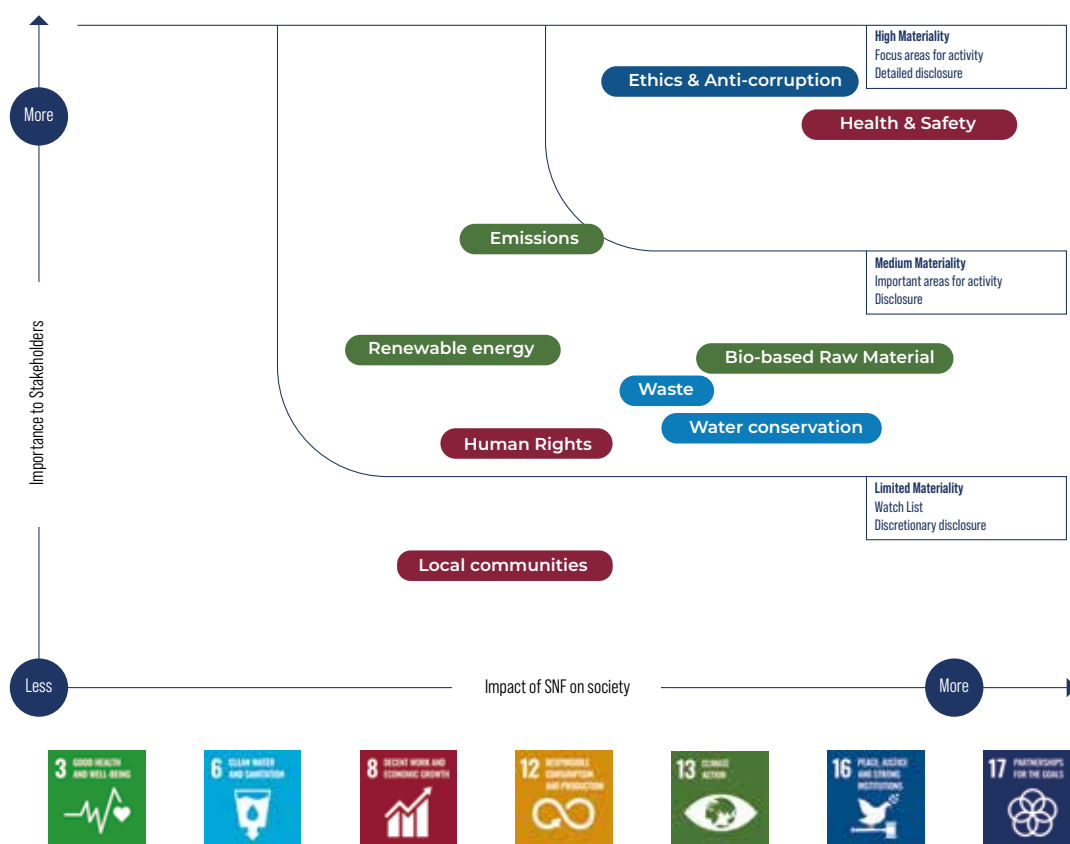 High Materiality
Focus areas for activity
Detailed disclosure
Ethics & Anti-corruption
More
Health & Safety
Emissions
Medium Materiality
Important areas for activity
Disclosure
Importance to Stakeholders
Renewable energy
Bio-based Raw Material
Waste
Water conservation
Human Rights
Limited Materiality
Watch List
Discretionary disclosure
Local communities
Less
Impact of SNF on society
More
3 GOOD HEALTH
AND WELL-BEING
6 CLEAN WATER
AND SANITATION
8 DECENT WORK AND
ECONOMIC GROWTH
12 RESPONSIBLE
CONSUMPTION
AND PRODUCTION
13 CLIMATE
ACTION
16 PEACE, JUSTICE
AND STRONG
INSTITUTIONS
17 PARTNERSHIPS
FOR THE GOALS